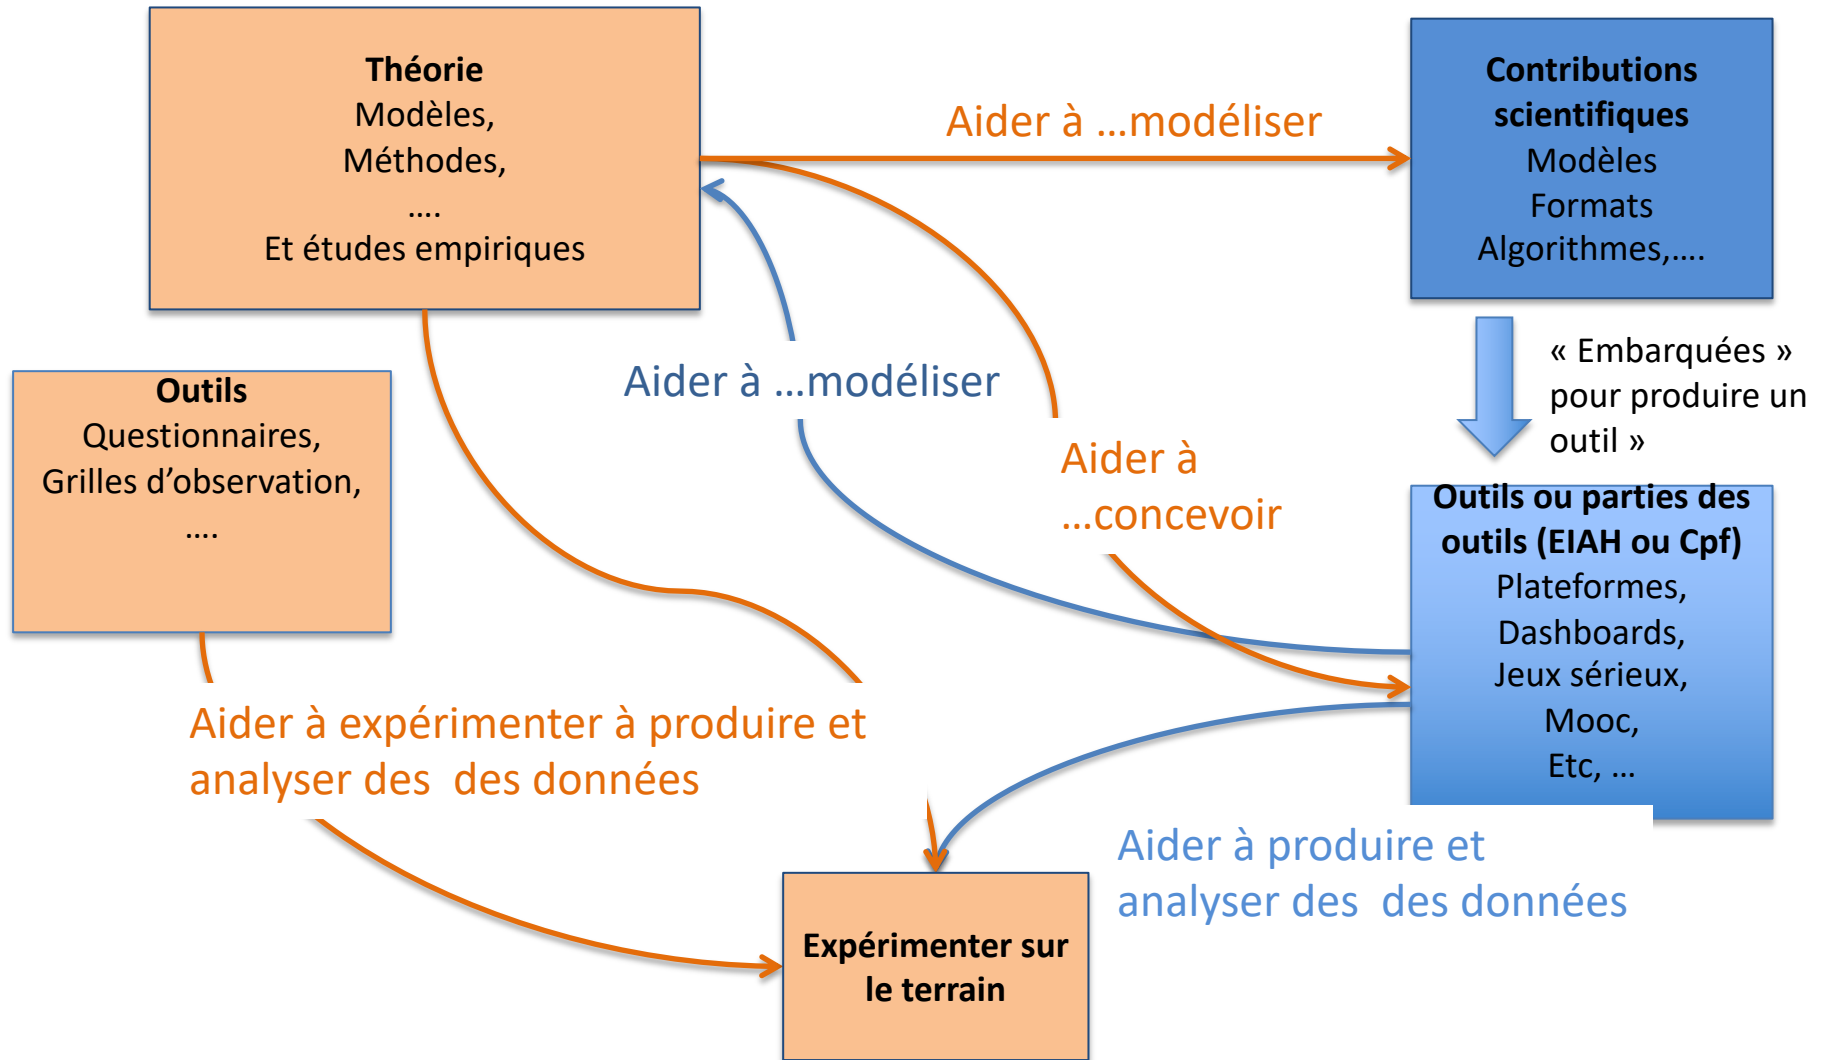 Théorie
Modèles,
Méthodes,
….
Et études empiriques
Aider à …modéliser
Contributions
scientifiques
Modèles
Formats
Algorithmes,….
« Embarquées »
pour produire un
outil »
Outils
Questionnaires,
Grilles d’observation,
….
Aider à …modéliser
Aider à
…concevoir
Outils ou parties des
outils (EIAH ou Cpf)
Plateformes,
Dashboards,
Jeux sérieux,
Mooc,
Etc, …
Aider à expérimenter à produire et
analyser des  des données
Aider à produire et
analyser des  des données
Expérimenter sur
le terrain